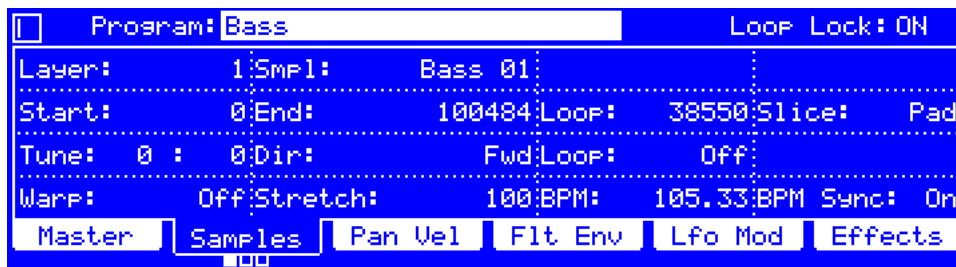 Program: Bass Loop Lock: ON
Layer: 1 Smpl: Bass 01
Start: 0 End: 100484 Loop: 38550 Slice: Pad
Tune: 0 : 0 Dir: Fwd Loop: Off
Warp: Off Stretch: 100 BPM: 105.33 BPM Sync: On
Master Samples Pan Vel Flt Env Lfo Mod Effects